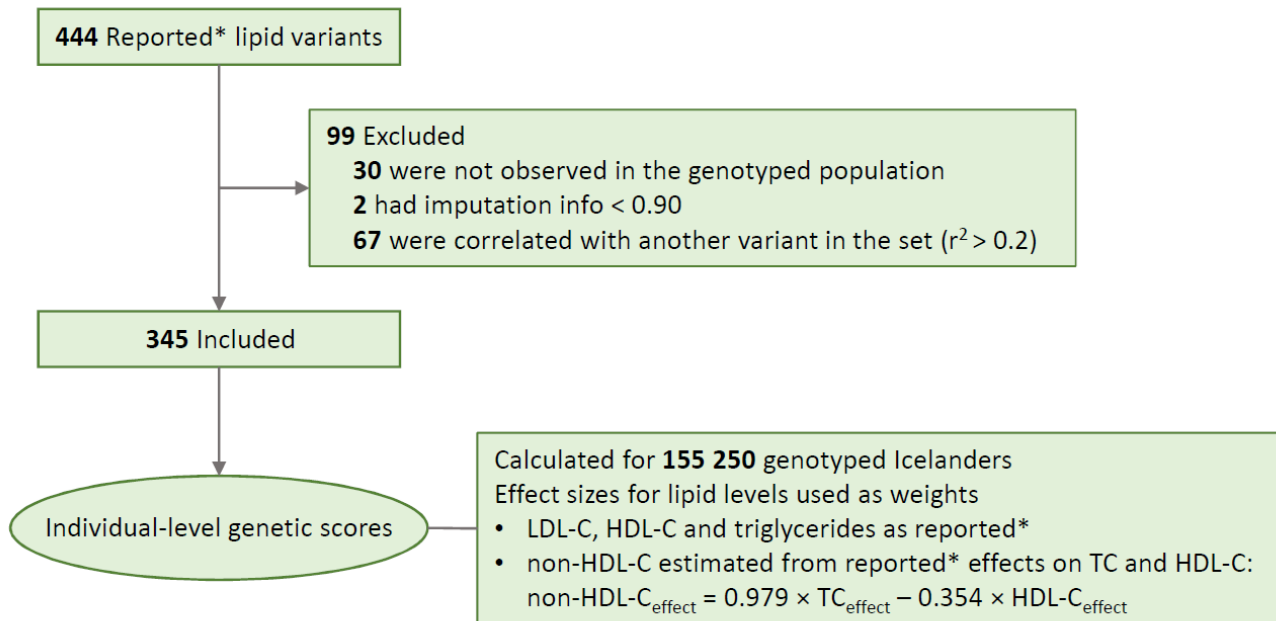 444 Reported* lipid variants
99 Excluded
30 were not observed in the genotyped population
2 had imputation info < 0.90
67 were correlated with another variant in the set (r² > 0.2)
345 Included
Individual-level genetic scores
Calculated for 155 250 genotyped Icelanders
Effect sizes for lipid levels used as weights
• LDL-C, HDL-C and triglycerides as reported*
• non-HDL-C estimated from reported* effects on TC and HDL-C:
non-HDL-Ceffect = 0.979 × TCeffect – 0.354 × HDL-Ceffect